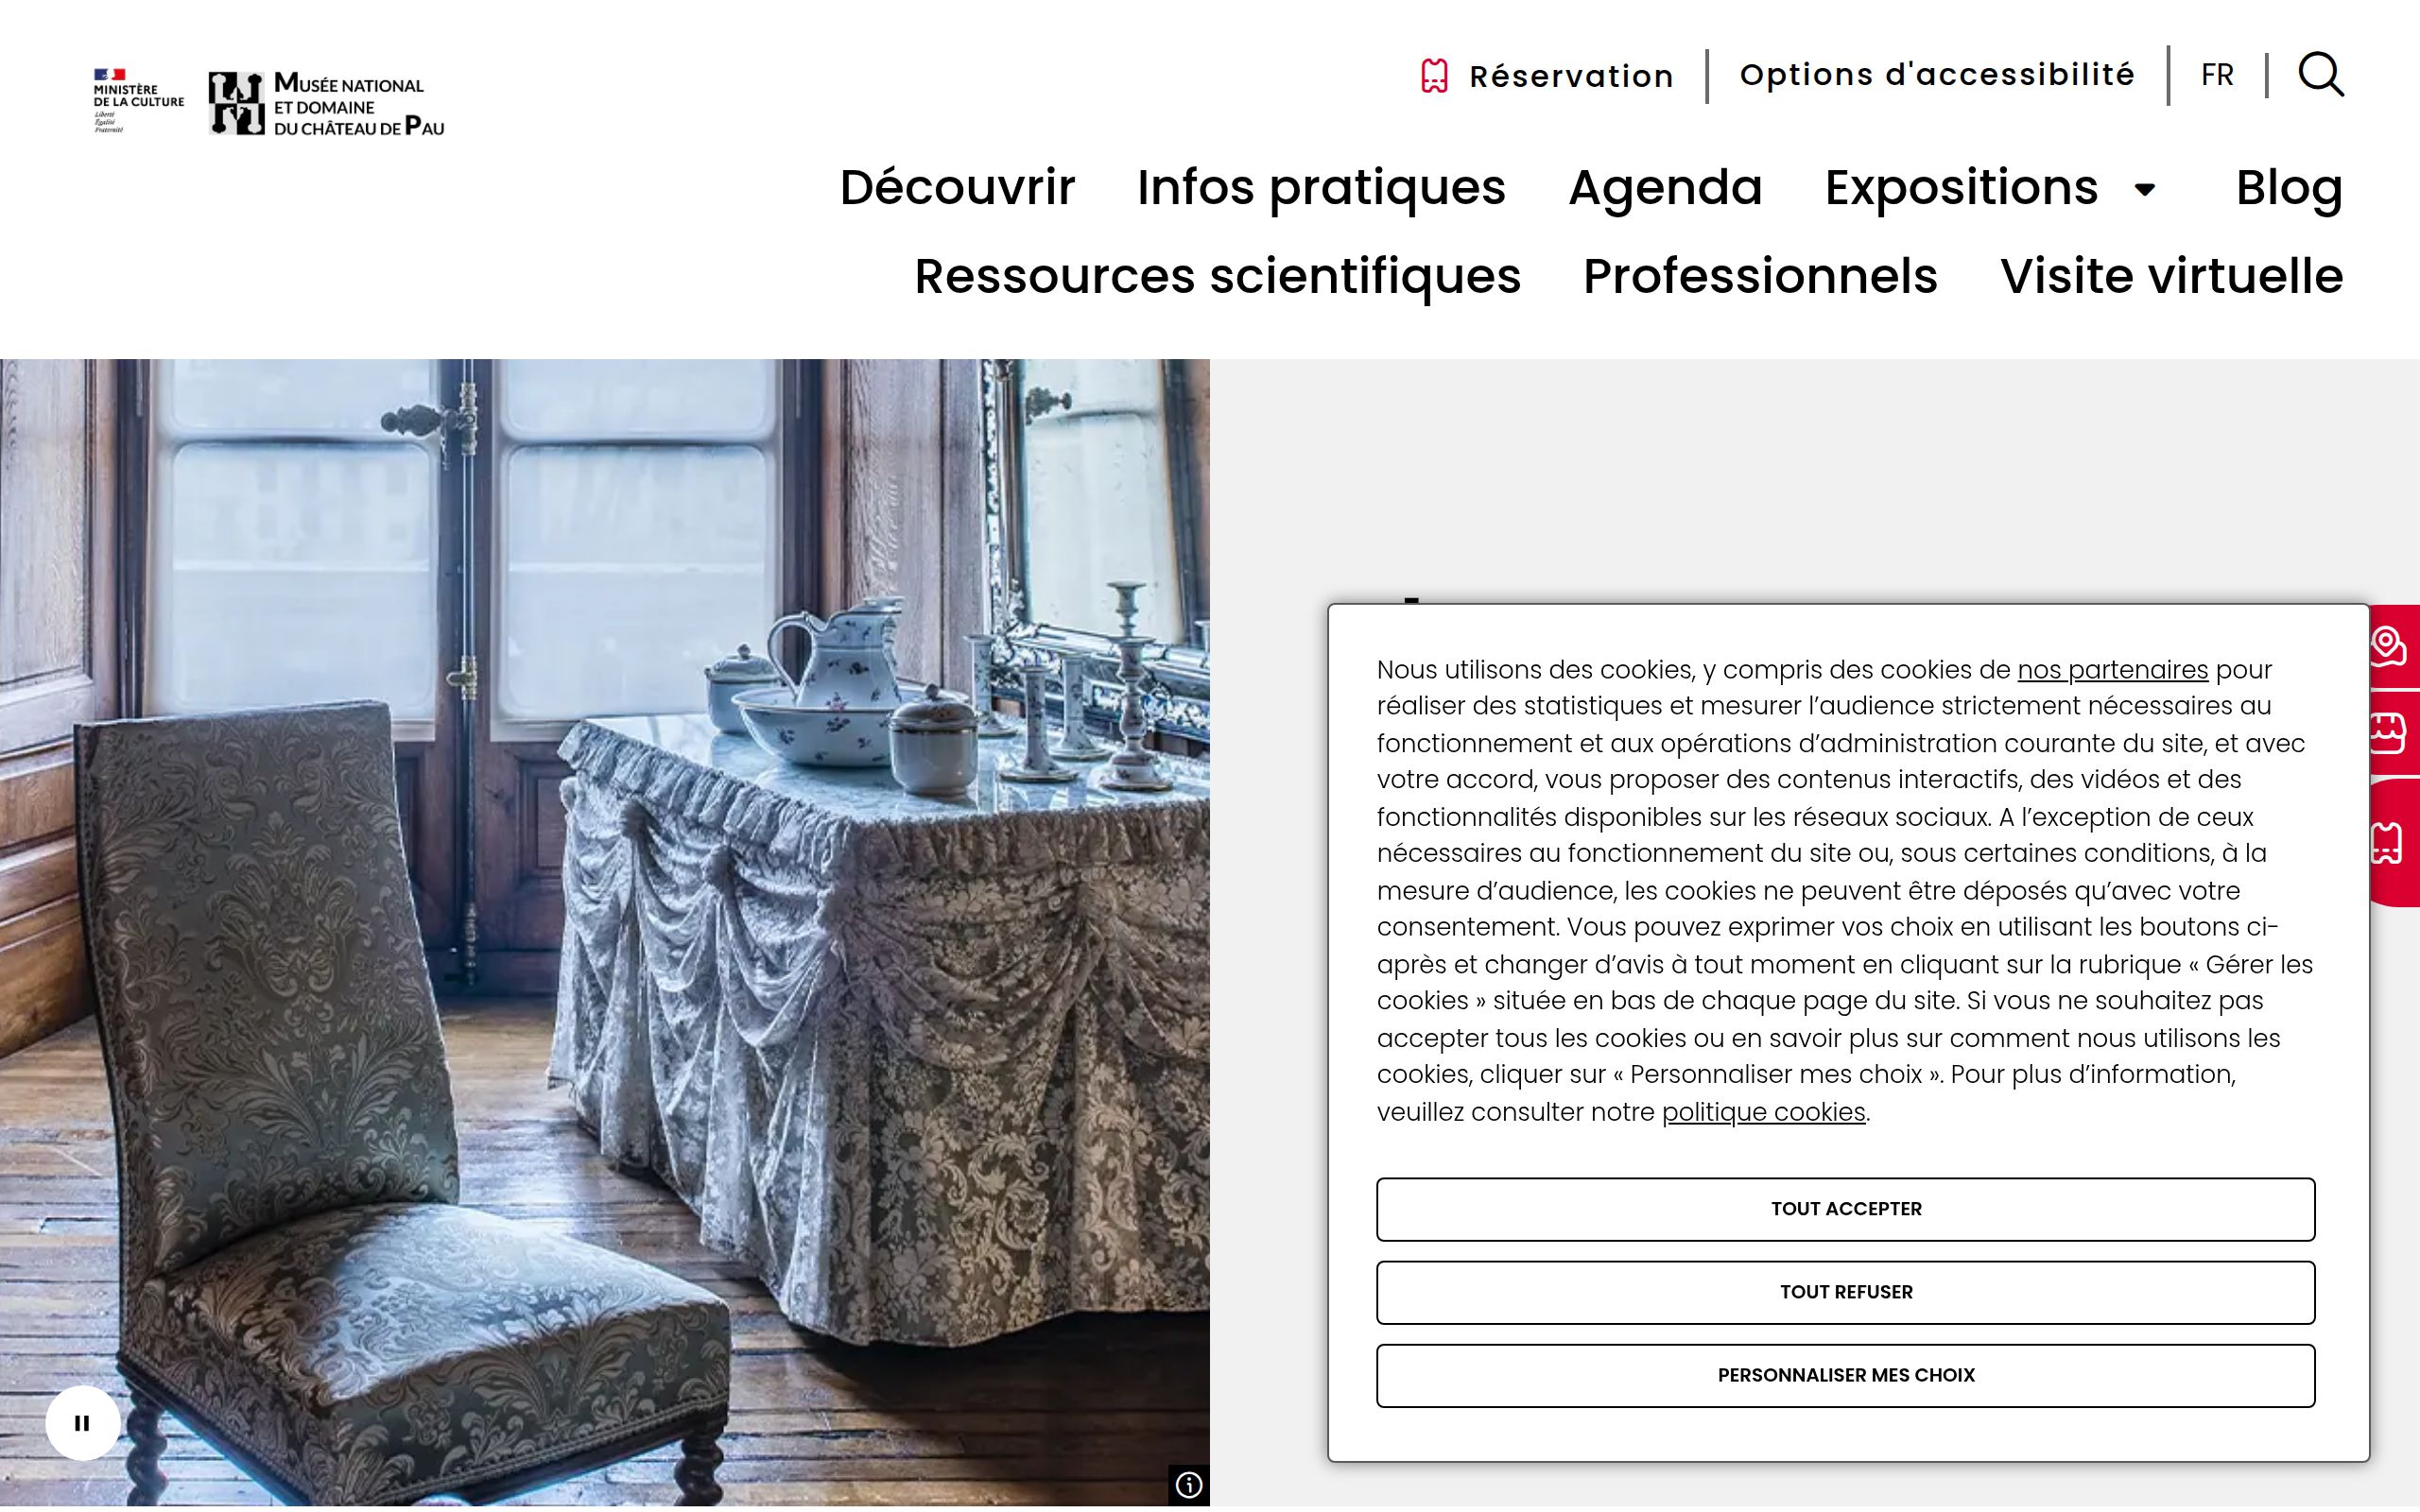 MINISTÈRE
DE LA CULTURE
Liberté
Égalité
Fraternité
MUSÉE NATIONAL
ET DOMAINE
DU CHÂTEAU DE PAU
Réservation
Options d'accessibilité
FR
Découvrir
Infos pratiques
Agenda
Expositions
Blog
Ressources scientifiques
Professionnels
Visite virtuelle
Nous utilisons des cookies, y compris des cookies de nos partenaires pour
réaliser des statistiques et mesurer l’audience strictement nécessaires au
fonctionnement et aux opérations d’administration courante du site, et avec
votre accord, vous proposer des contenus interactifs, des vidéos et des
fonctionnalités disponibles sur les réseaux sociaux. A l’exception de ceux
nécessaires au fonctionnement du site ou, sous certaines conditions, à la
mesure d’audience, les cookies ne peuvent être déposés qu’avec votre
consentement. Vous pouvez exprimer vos choix en utilisant les boutons ci-
après et changer d’avis à tout moment en cliquant sur la rubrique « Gérer les
cookies » située en bas de chaque page du site. Si vous ne souhaitez pas
accepter tous les cookies ou en savoir plus sur comment nous utilisons les
cookies, cliquer sur « Personnaliser mes choix ». Pour plus d’information,
veuillez consulter notre politique cookies.
TOUT ACCEPTER
TOUT REFUSER
PERSONNALISER MES CHOIX